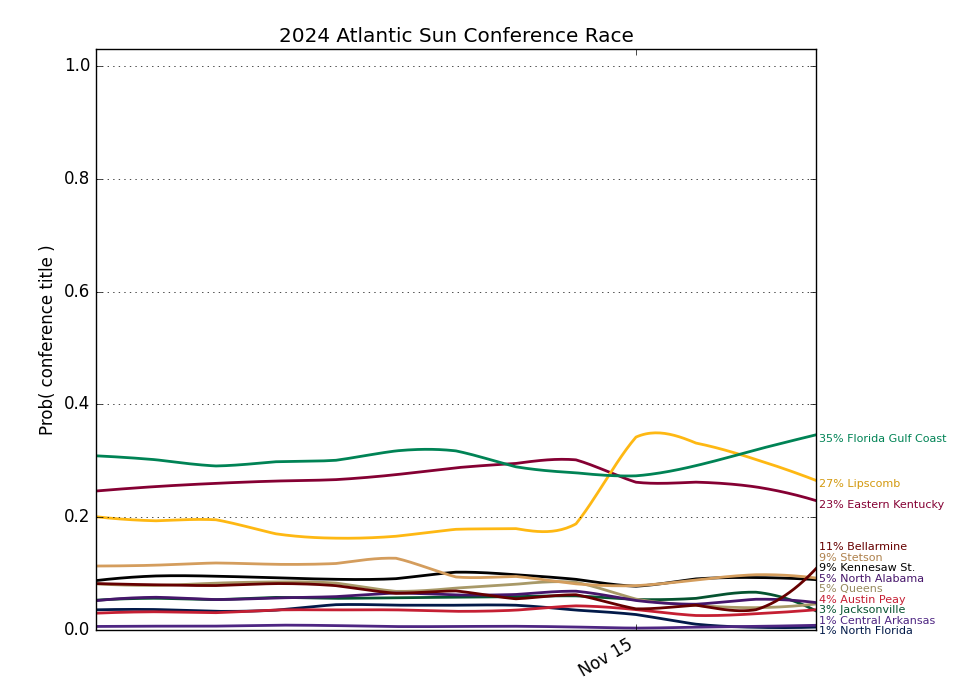 2024 Atlantic Sun Conference Race
Prob( conference title )
1.0
0.8
0.6
0.4
0.2
0.0
Nov 15
35% Florida Gulf Coast
27% Lipscomb
23% Eastern Kentucky
11% Bellarmine
9% Stetson
9% Kennesaw St.
5% North Alabama
5% Queens
4% Austin Peay
3% Jacksonville
1% Central Arkansas
1% North Florida